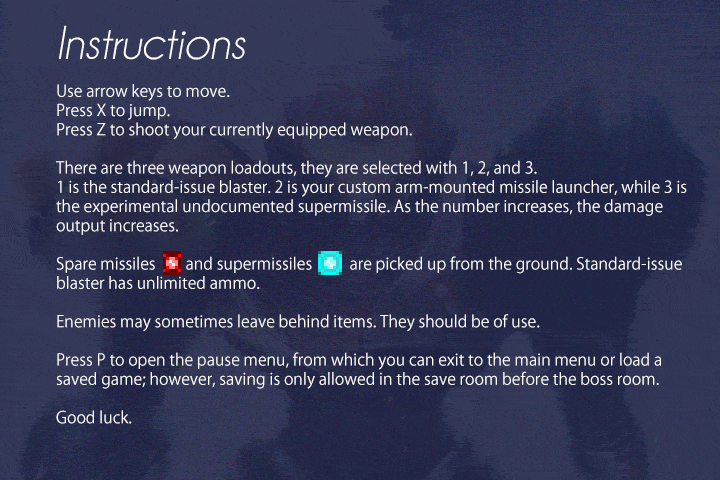 Instructions
Use arrow keys to move.
Press X to jump.
Press Z to shoot your currently equipped weapon.
There are three weapon loadouts, they are selected with 1, 2, and 3.
1 is the standard-issue blaster. 2 is your custom arm-mounted missile launcher, while 3 is
the experimental undocumented supermissile. As the number increases, the damage
output increases.
Spare missiles and supermissiles are picked up from the ground. Standard-issue
blaster has unlimited ammo.
Enemies may sometimes leave behind items. They should be of use.
Press P to open the pause menu, from which you can exit to the main menu or load a
saved game; however, saving is only allowed in the save room before the boss room.
Good luck.